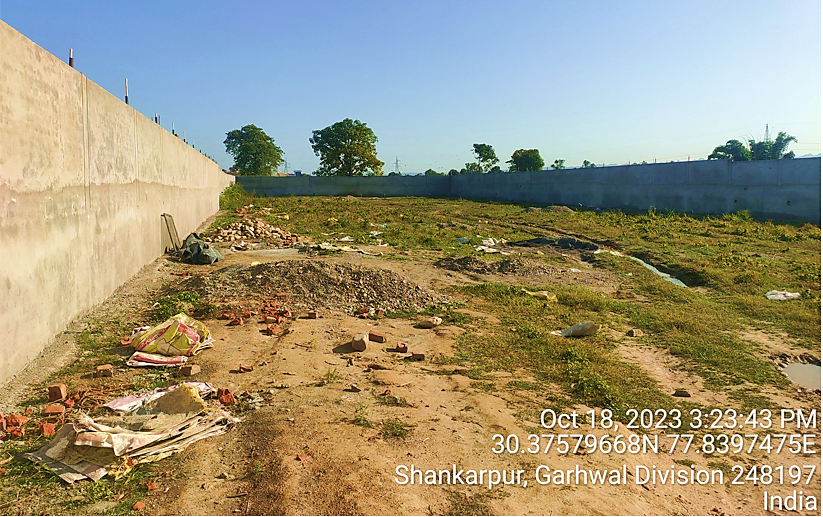 Oct 18, 2023 3:23:43 PM
30.37579668N 77.8397475E
Shankarpur, Garhwal Division 248197
India